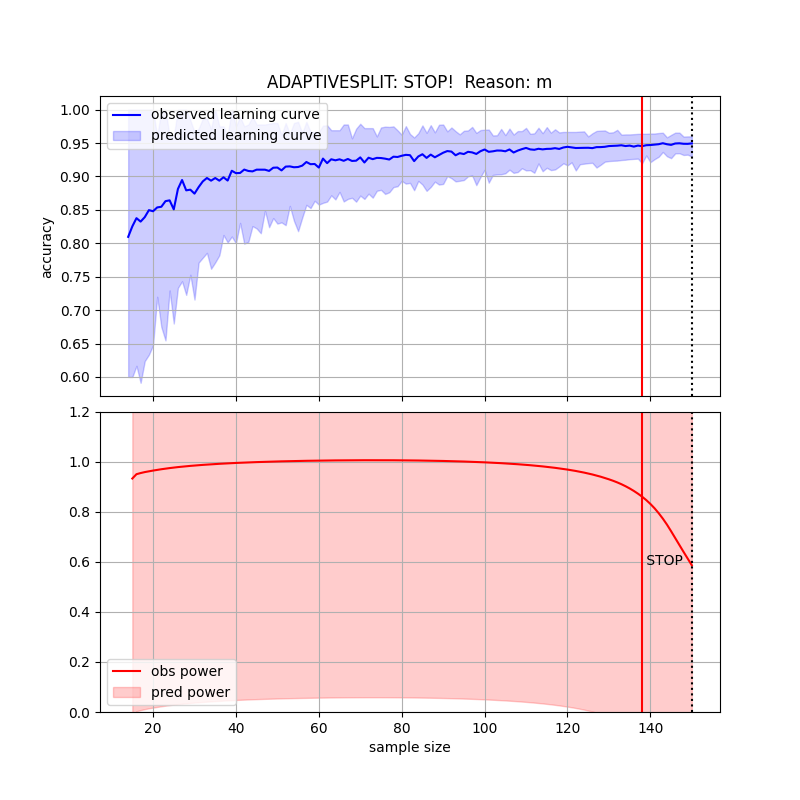 ADAPTIVESPLIT: STOP!  Reason: m
observed learning curve
predicted learning curve
1.00
0.95
0.90
0.85
0.80
0.75
0.70
0.65
0.60
accuracy
1.2
1.0
0.8
0.6
0.4
0.2
0.0
STOP
obs power
pred power
20 40 60 80 100 120 140
sample size